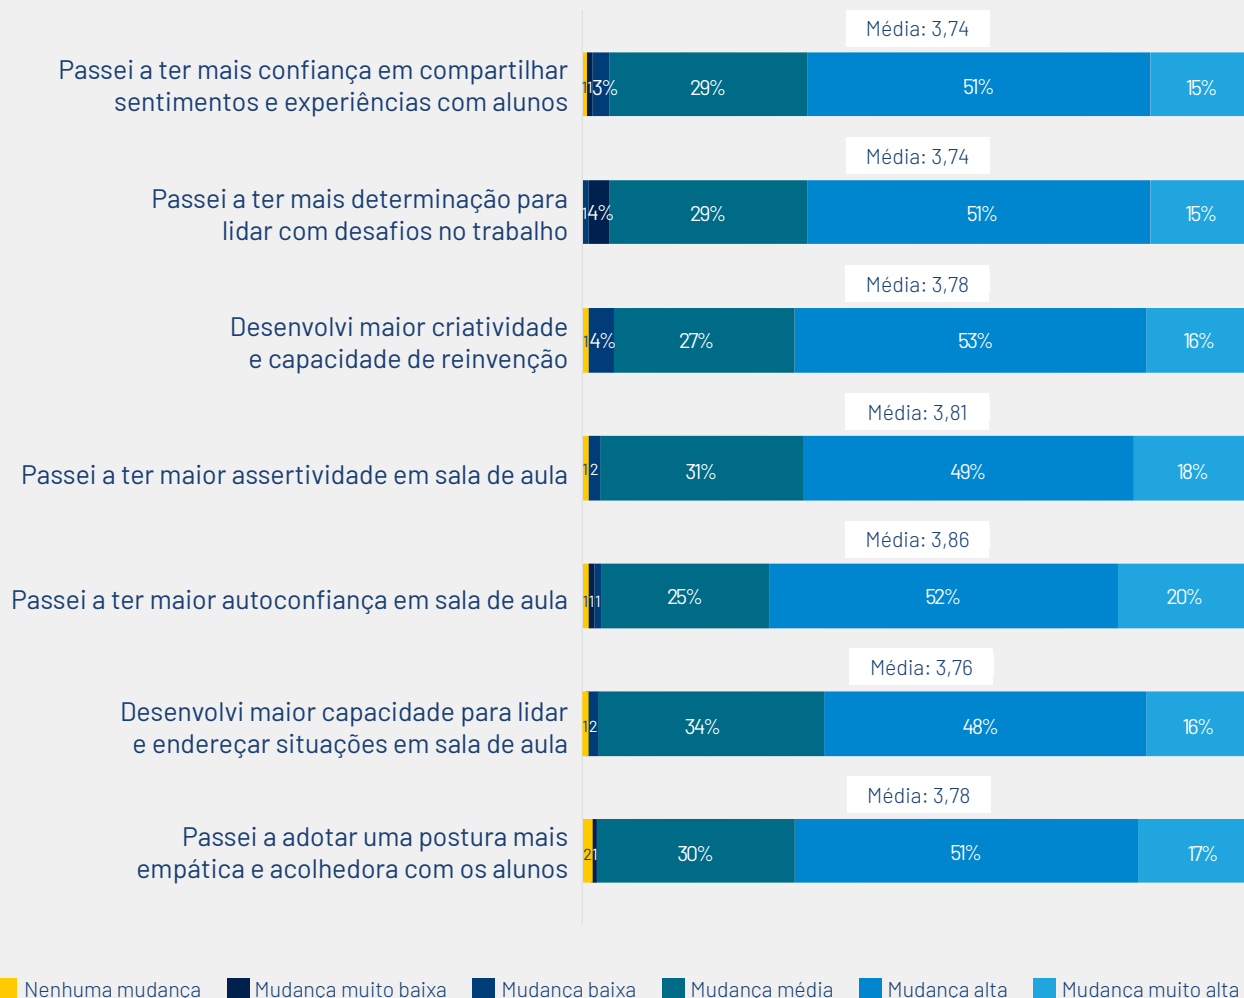 Média: 3,74
Passei a ter mais confiança em compartilhar
sentimentos e experiências com alunos
1 1 3% 29% 51% 15%
Média: 3,74
Passei a ter mais determinação para
lidar com desafios no trabalho
1 4% 29% 51% 15%
Média: 3,78
Desenvolvi maior criatividade
e capacidade de reinvenção
1 4% 27% 53% 16%
Média: 3,81
Passei a ter maior assertividade em sala de aula
1 2 31% 49% 18%
Média: 3,86
Passei a ter maior autoconfiança em sala de aula
1 1 1 25% 52% 20%
Média: 3,76
Desenvolvi maior capacidade para lidar
e endereçar situações em sala de aula
1 2 34% 48% 16%
Média: 3,78
Passei a adotar uma postura mais
empática e acolhedora com os alunos
2 1 30% 51% 17%
Nenhuma mudança Mudança muito baixa Mudança baixa Mudança média Mudança alta Mudança muito alta